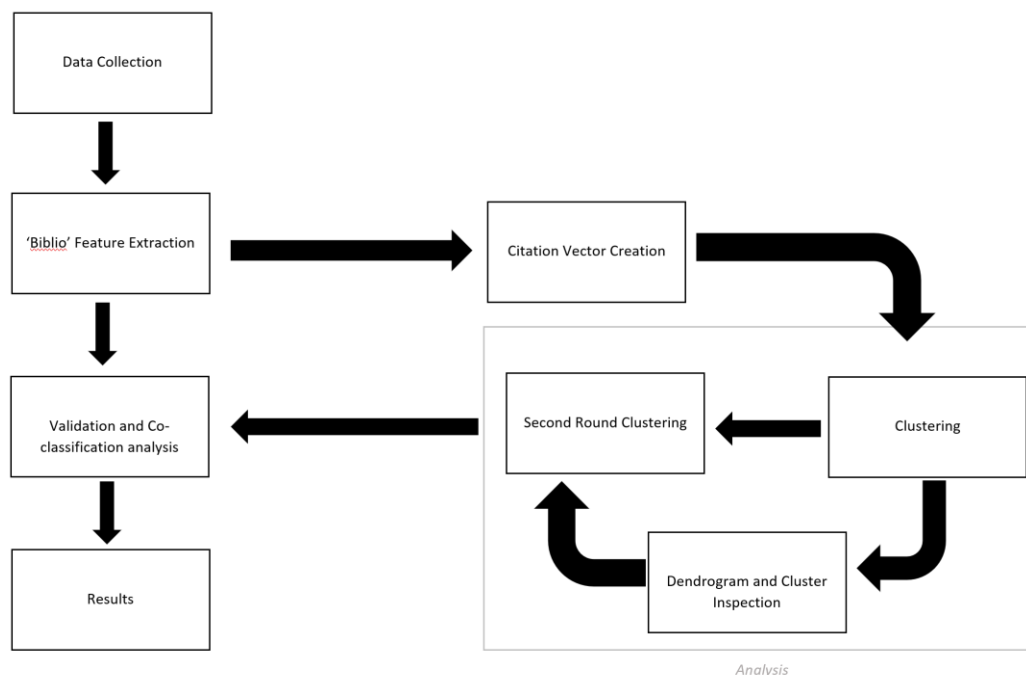 Data Collection
‘Biblio’ Feature Extraction
Citation Vector Creation
Validation and Co-
classification analysis
Second Round Clustering
Clustering
Dendrogram and Cluster
Inspection
Results
Analysis